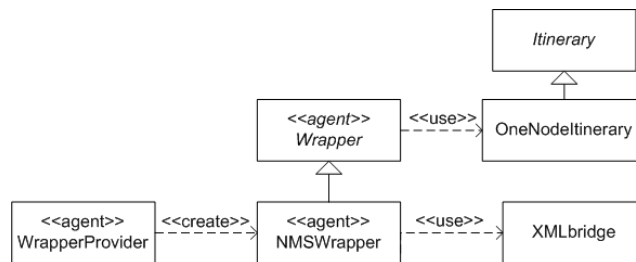 Itinerary
<<agent>>
Wrapper
<<use>>
OneNodeItinerary
<<agent>>
WrapperProvider
<<create>>
<<agent>>
NMSWrapper
<<use>>
XMLbridge